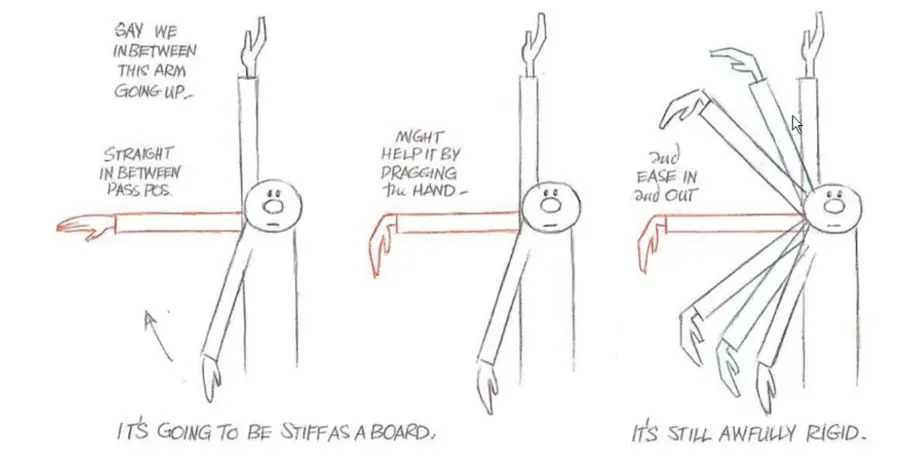 SAY WE
INBETWEEN
THIS ARM
GOING UP.-
STRAIGHT
IN BETWEEN
PASS POS.
MIGHT
HELP IT BY
DRAGGING
the HAND -
and
EASE IN
and OUT
IT'S GOING TO BE STIFF AS A BOARD.
IT'S STILL AWFULLY RIGID.